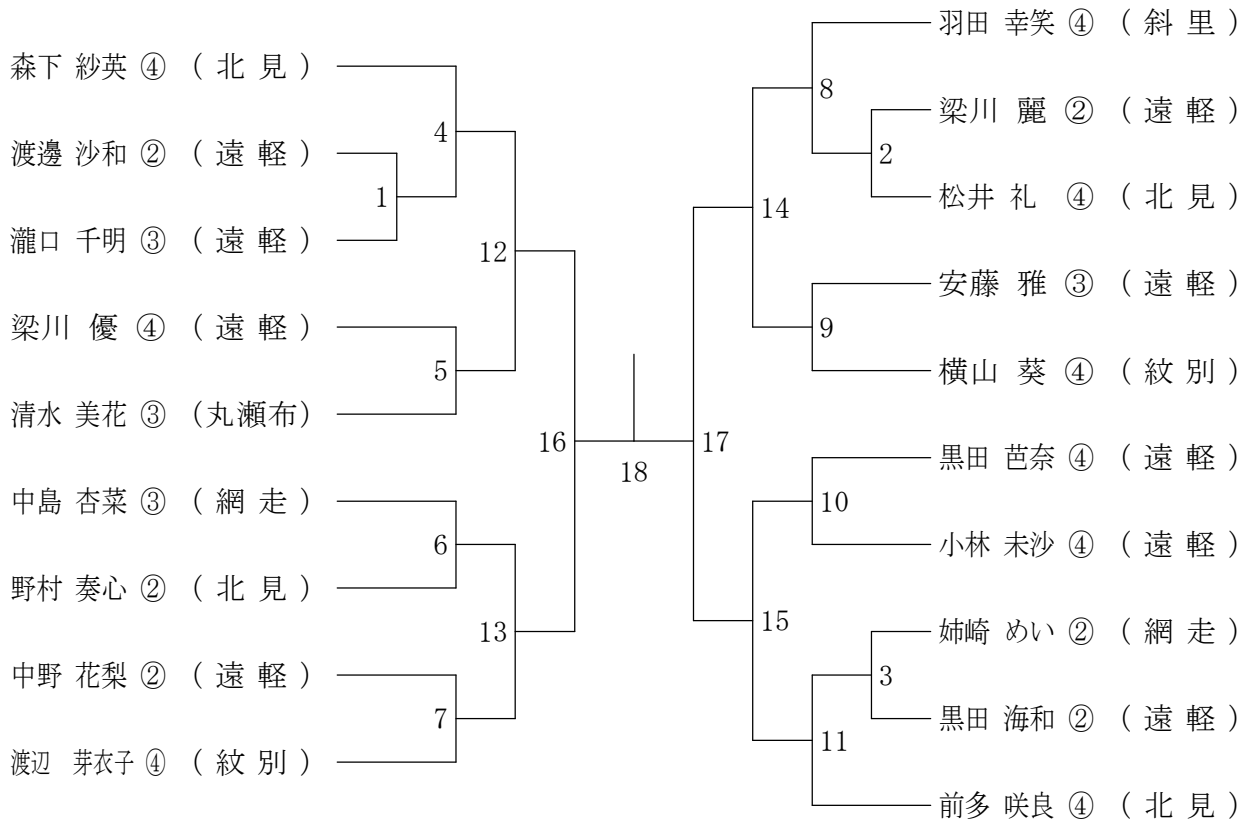 森下 紗英 ④ （ 北 見 ）
渡邊 沙和 ② （ 遠 軽 ）
瀧口 千明 ③ （ 遠 軽 ）
梁川 優 ④ （ 遠 軽 ）
清水 美花 ③ （丸瀬布）
中島 杏菜 ③ （ 網 走 ）
野村 奏心 ② （ 北 見 ）
中野 花梨 ② （ 遠 軽 ）
渡辺 芽衣子 ④ （ 紋 別 ）
1
4
5
6
7
12
13
16
18
17
14
15
8
2
9
10
3
11
羽田 幸笑 ④ （ 斜 里 ）
梁川 麗 ② （ 遠 軽 ）
松井 礼 ④ （ 北 見 ）
安藤 雅 ③ （ 遠 軽 ）
横山 葵 ④ （ 紋 別 ）
黒田 芭奈 ④ （ 遠 軽 ）
小林 未沙 ④ （ 遠 軽 ）
姉崎 めい ② （ 網 走 ）
黒田 海和 ② （ 遠 軽 ）
前多 咲良 ④ （ 北 見 ）